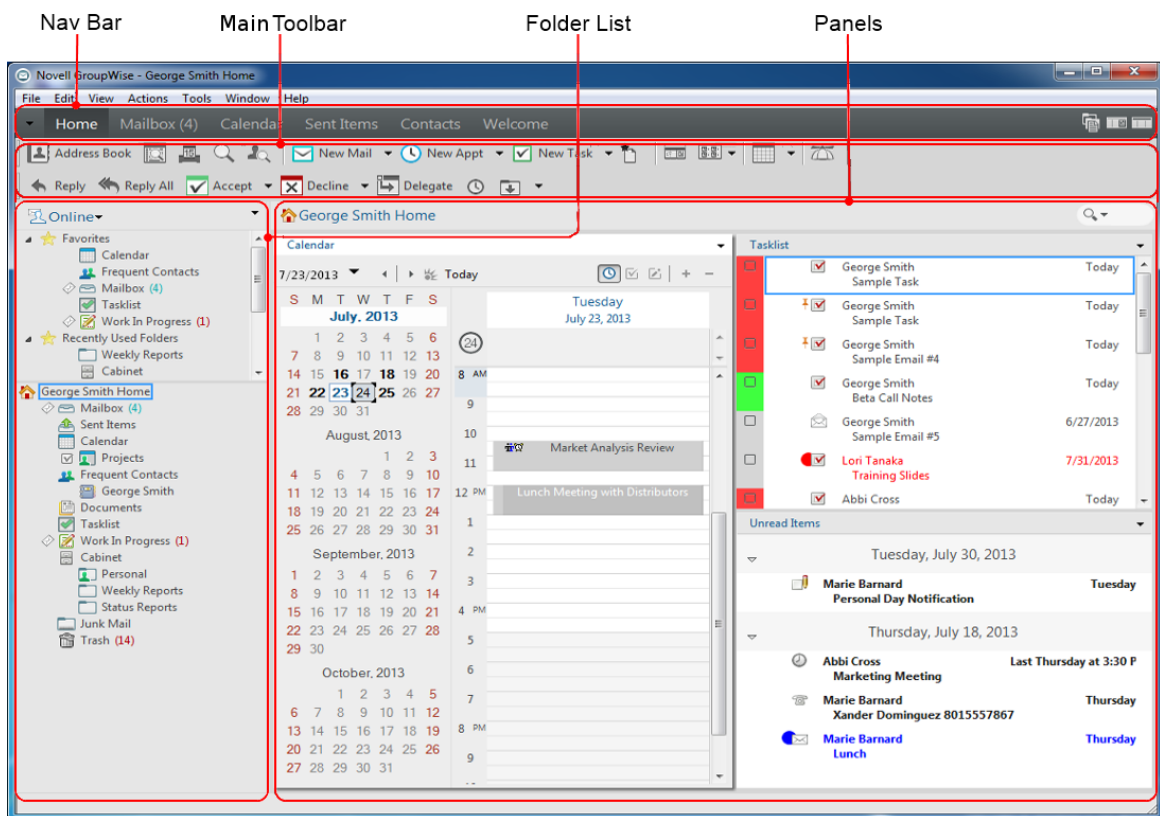 Nav Bar Main Toolbar Folder List Panels
Novell GroupWise - George Smith Home
File Edit View Actions Tools Window Help
Home Mailbox (4) Calendar Sent Items Contacts Welcome
Address Book New Mail New Appt New Task
Reply Reply All Accept Decline Delegate
Online
Favorites
Calendar
Frequent Contacts
Mailbox (4)
Tasklist
Work In Progress (1)
Recently Used Folders
Weekly Reports
Cabinet
George Smith Home
Mailbox (4)
Sent Items
Calendar
Projects
Frequent Contacts
George Smith
Documents
Tasklist
Work In Progress (1)
Cabinet
Personal
Weekly Reports
Status Reports
Junk Mail
Trash (14)
George Smith Home
Calendar
7/23/2013 Today
S M T W T F S
July, 2013
1 2 3 4 5 6
7 8 9 10 11 12 13
14 15 16 17 18 19 20
21 22 23 24 25 26 27
28 29 30 31
August, 2013
1 2 3
4 5 6 7 8 9 10
11 12 13 14 15 16 17
18 19 20 21 22 23 24
25 26 27 28 29 30 31
September, 2013
1 2 3 4 5 6 7
8 9 10 11 12 13 14
15 16 17 18 19 20 21
22 23 24 25 26 27 28
29 30
October, 2013
1 2 3 4 5
6 7 8 9 10 11 12
13 14 15 16 17 18 19
20 21 22 23 24 25 26
27 28 29 30 31
Tuesday
July 23, 2013
24
8 AM
9
10
Market Analysis Review
11
12 PM Lunch Meeting with Distributors
1
2
3
4 PM
5
6
7
8 PM
9
Tasklist
George Smith Today
Sample Task
George Smith Today
Sample Task
George Smith Today
Sample Email #4
George Smith Today
Beta Call Notes
George Smith 6/27/2013
Sample Email #5
Lori Tanaka 7/31/2013
Training Slides
Abbi Cross Today
Unread Items
Tuesday, July 30, 2013
Marie Barnard Tuesday
Personal Day Notification
Thursday, July 18, 2013
Abbi Cross Last Thursday at 3:30 P
Marketing Meeting
Marie Barnard Thursday
Xander Dominguez 8015557867
Marie Barnard Thursday
Lunch